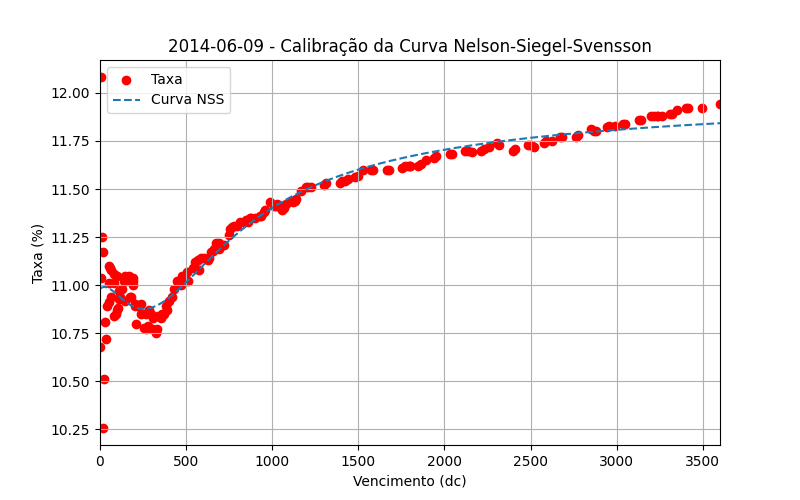 2014-06-09 - Calibração da Curva Nelson-Siegel-Svensson
Taxa
Curva NSS
Taxa (%)
12.00
11.75
11.50
11.25
11.00
10.75
10.50
10.25
0 500 1000 1500 2000 2500 3000 3500
Vencimento (dc)